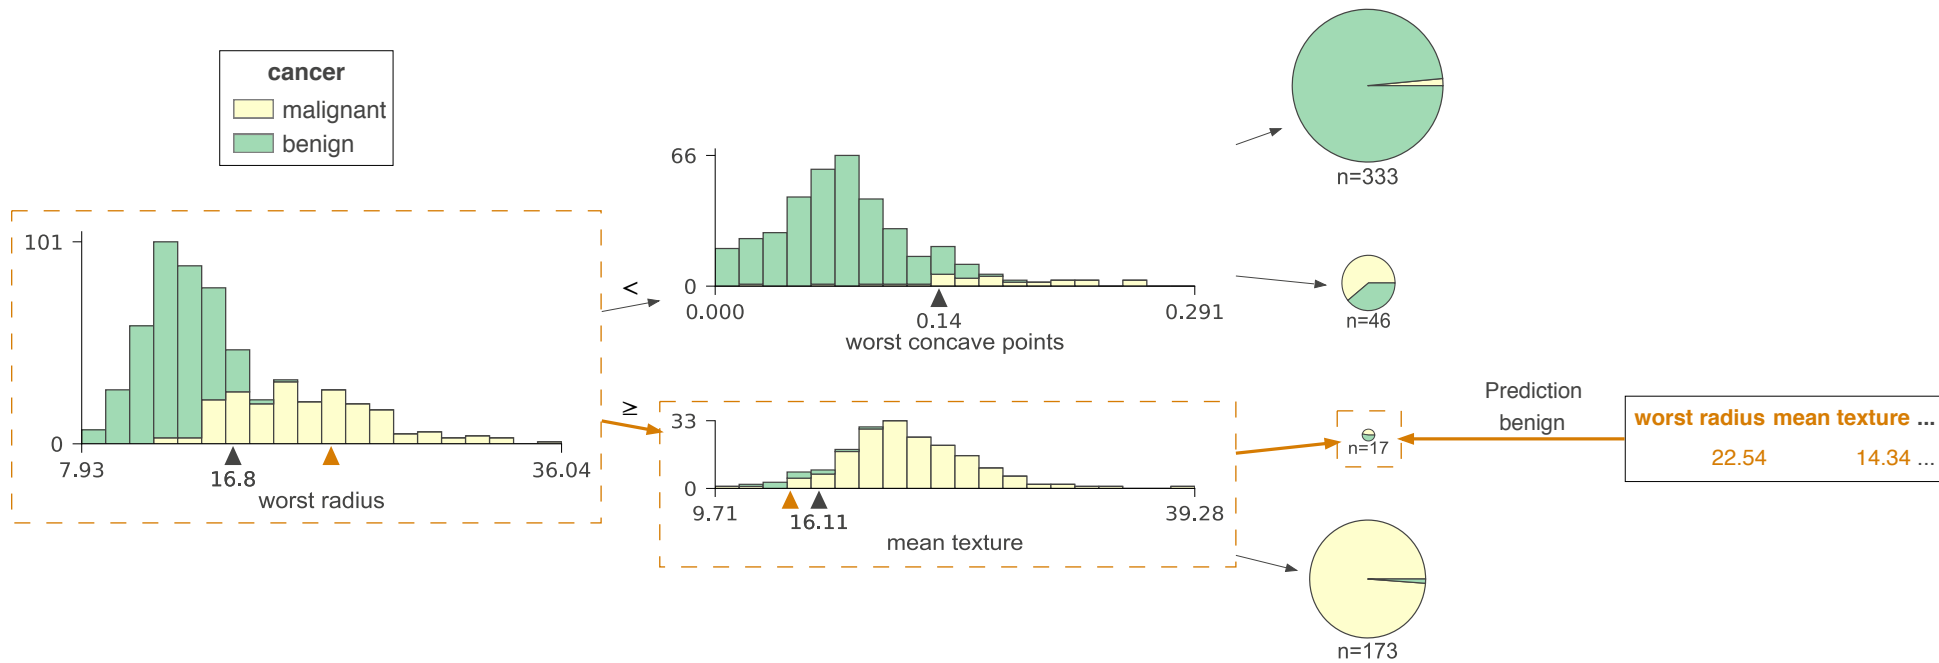 cancer
malignant
benign
101
0
7.93
16.8
36.04
worst radius
<
≥
66
0
0.000
0.14
0.291
worst concave points
33
0
9.71
16.11
39.28
mean texture
n=333
n=46
n=17
n=173
Prediction
benign
worst radius mean texture ...
22.54 14.34 ...